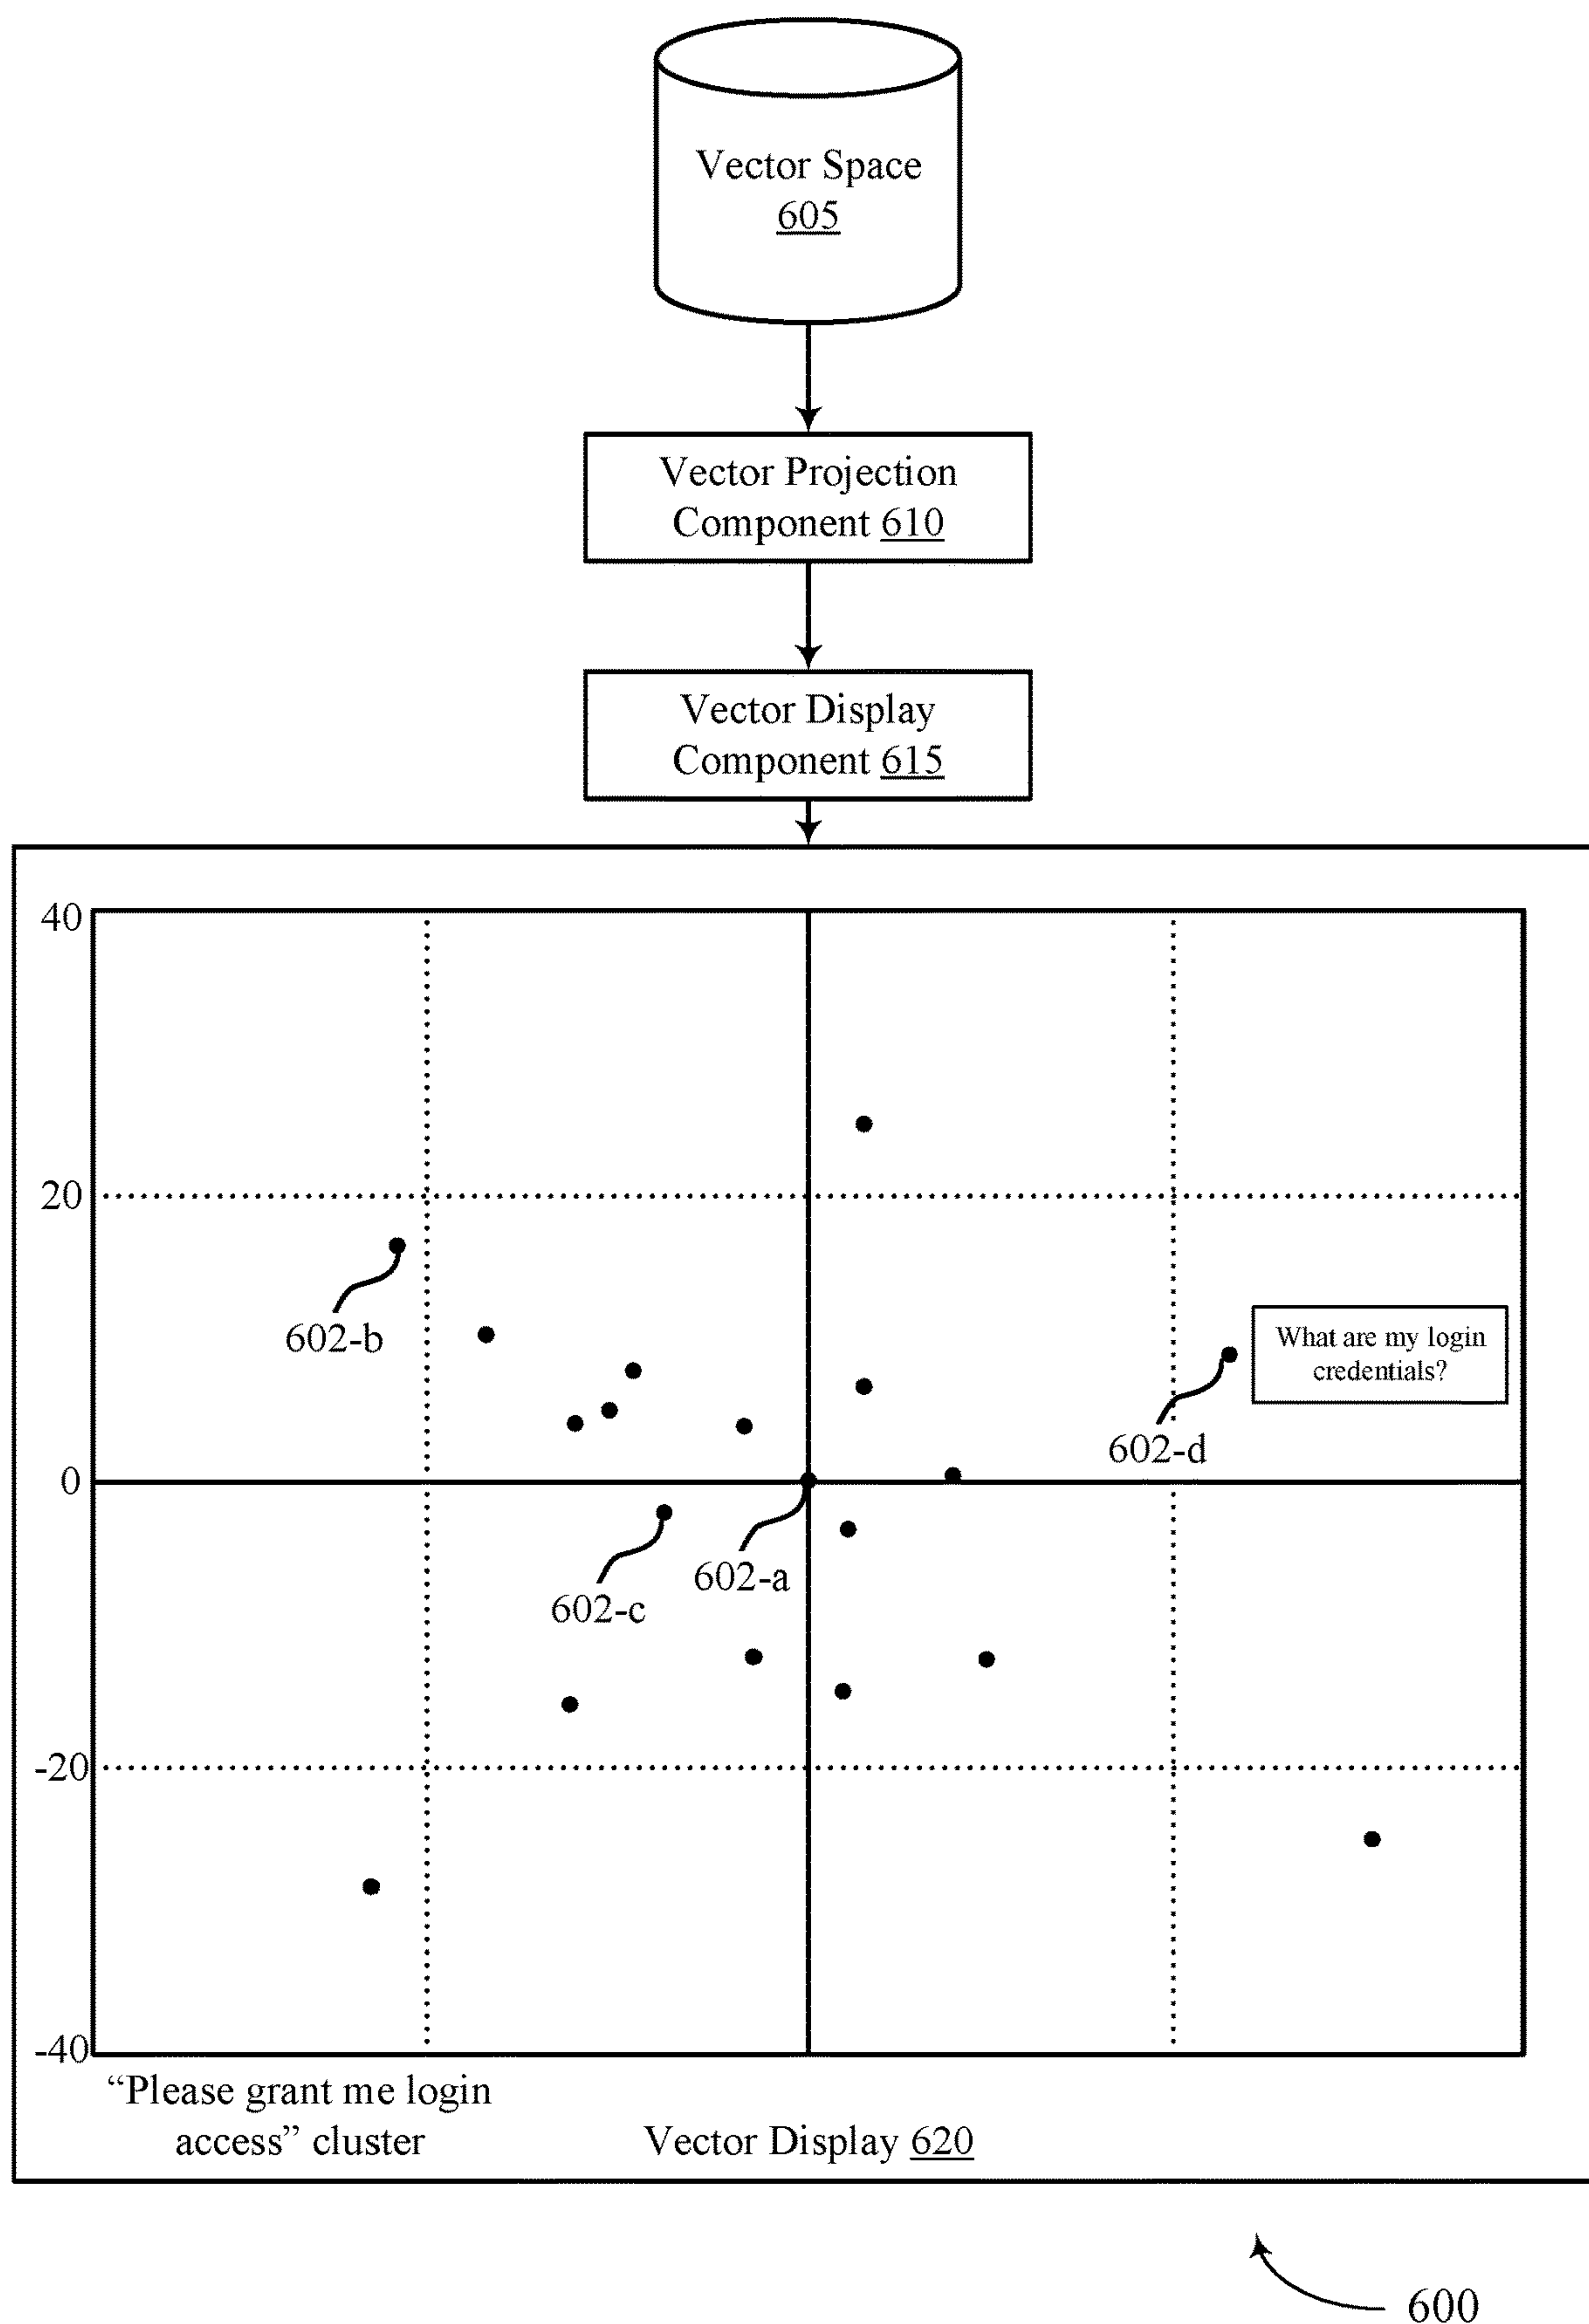 Vector Space
605
Vector Projection
Component 610
Vector Display
Component 615
40
20
602-b
What are my login
credentials?
602-d
0
602-a
602-c
-20
-40
“Please grant me login
access” cluster
Vector Display 620
600